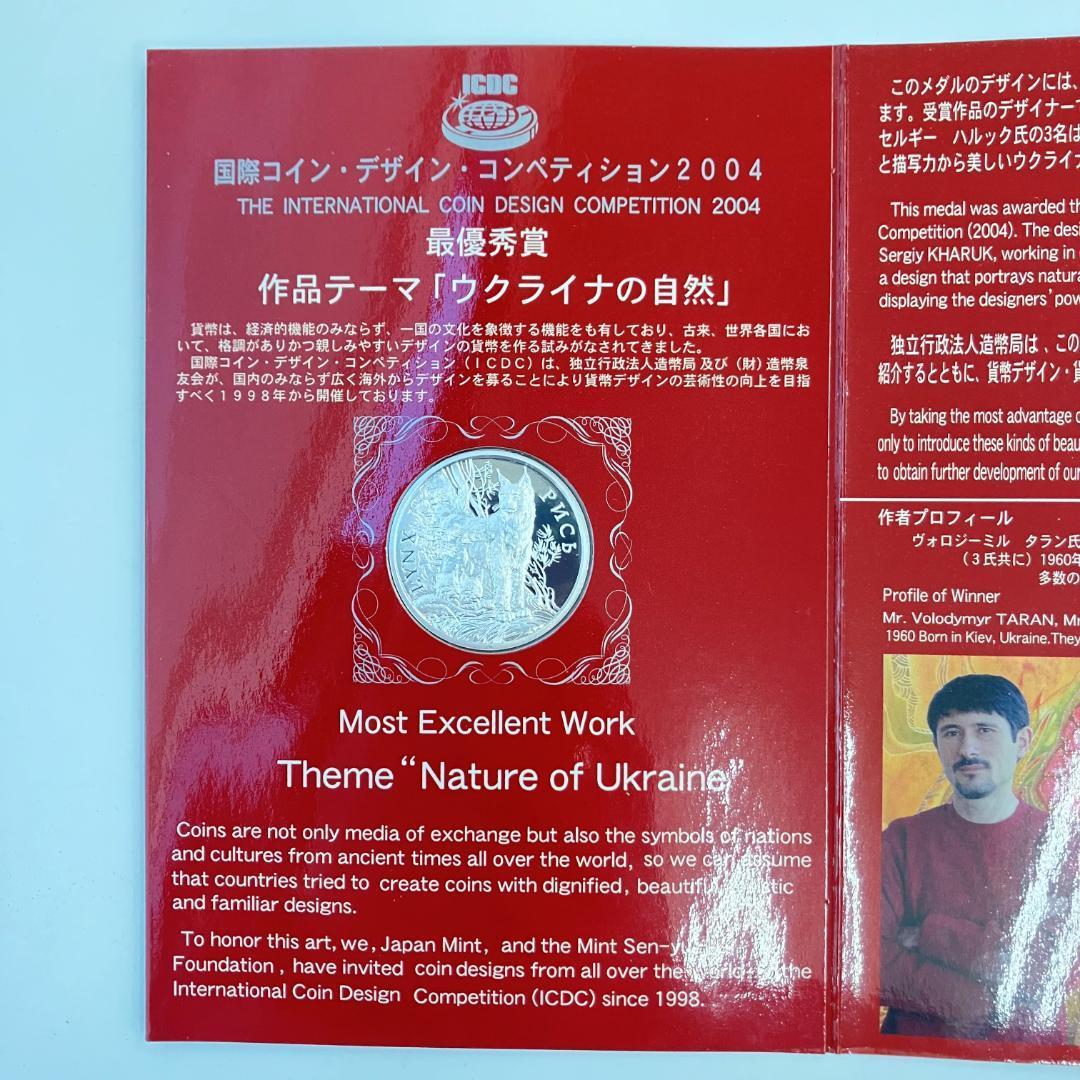 ICDC
国際コイン・デザイン・コンペティション２００４
THE INTERNATIONAL COIN DESIGN COMPETITION 2004
最優秀賞
作品テーマ「ウクライナの自然」
貨幣は、経済的機能のみならず、一国の文化を象徴する機能をも有しており、古来、世界各国にお
いて、格調がありかつ親しみやすいデザインの貨幣を作る試みがなされてきました。
国際コイン・デザイン・コンペティション（ＩＣＤＣ）は、独立行政法人造幣局 及び（財）造幣泉
友会が、国内のみならず広く海外からデザインを募ることにより貨幣デザインの芸術性の向上を目指
すべく１９９８年から開催しております。
LYNX
РИСЬ
Most Excellent Work
Theme “Nature of Ukraine”
Coins are not only media of exchange but also the symbols of nations
and cultures from ancient times all over the world, so we can assume
that countries tried to create coins with dignified,
and familiar designs.
To honor this art, we, Japan Mint, and the Mint
Foundation, have invited coin designs from all over the world the
International Coin Design Competition (ICDC) since 1998.
このメダルのデザインには、
ます。受賞作品のデザイナー
セルギー ハルック氏の3名は
と描写力から美しいウクライ
This medal was awarded
Competition (2004). The
Sergiy KHARUK, working in
a design that portrays
displaying the designers'
独立行政法人造幣局は、この
紹介するとともに、貨幣デザイン・
By taking the most advantage
only to introduce these kinds of
to obtain further development of our
作者プロフィール
ヴォロジーミル タラン氏
（３氏共に）1960年
多数の
Profile of Winner
Mr. Volodymyr TARAN,
1960 Born in Kiev, Ukraine.They